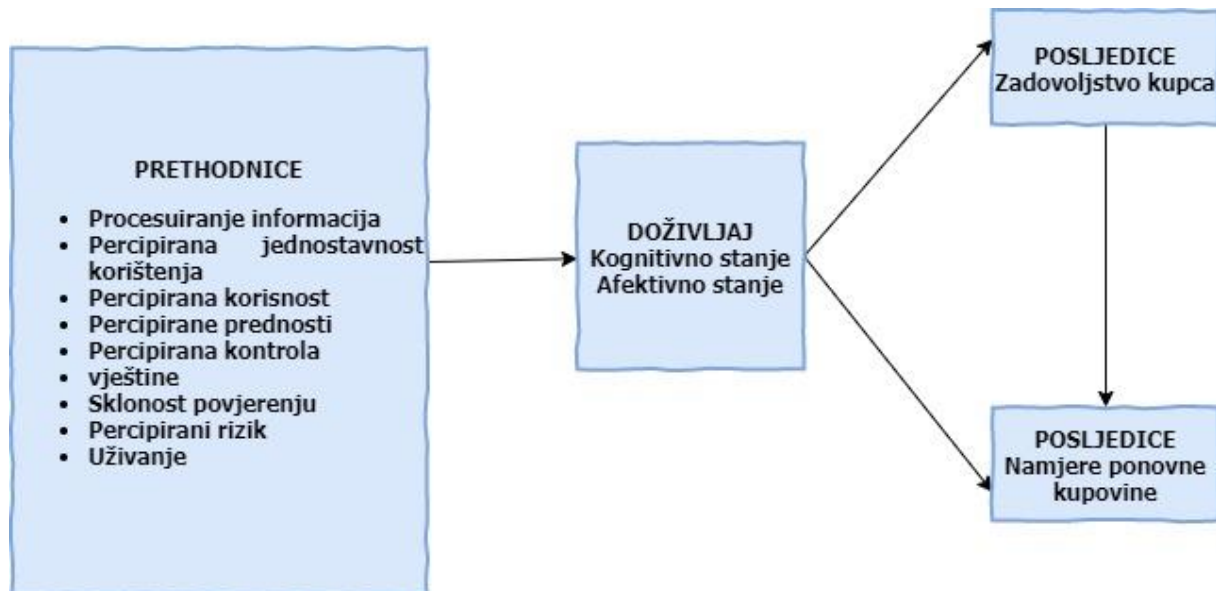 PRETHODNICE
• Procesuiranje informacija
• Percipirana jednostavnost
korištenja
• Percipirana korisnost
• Percipirane prednosti
• Percipirana kontrola
• vještine
• Sklonost povjerenju
• Percipirani rizik
• Uživanje
DOŽIVLJAJ
Kognitivno stanje
Afektivno stanje
POSLJEDICE
Zadovoljstvo kupca
POSLJEDICE
Namjere ponovne
kupovine